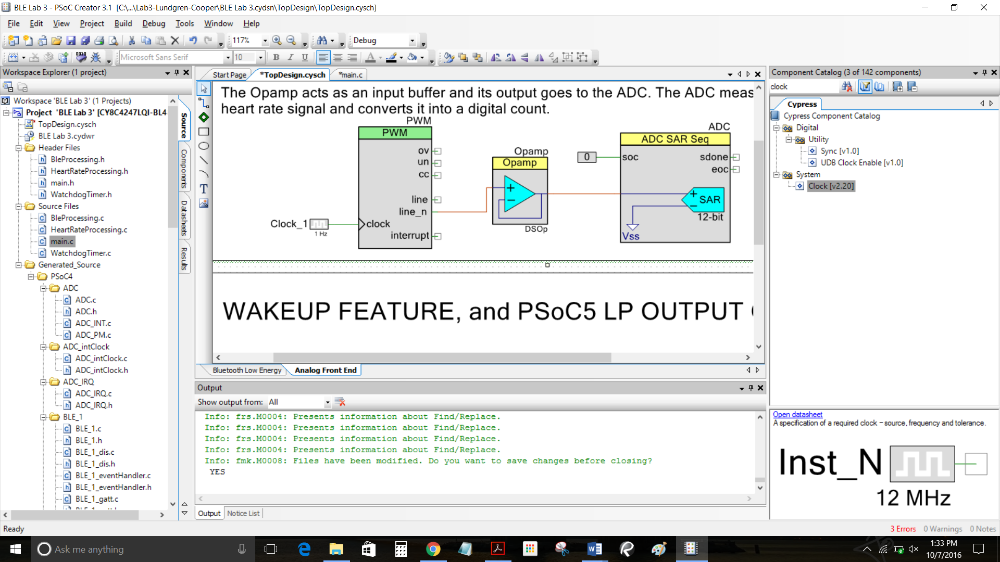 BLE Lab 3 - PSoC Creator 3.1 [C:\...\Lab3-Lundgren-Cooper\BLE Lab 3.cydsn\TopDesign\TopDesign.cysch]
File Edit View Project Build Debug Tools Window Help
117% Debug
Microsoft Sans Serif 10 B I U A
Workspace Explorer (1 project)
Workspace 'BLE Lab 3' (1 Projects)
Project 'BLE Lab 3' [CY8C4247LQI-BL4
TopDesign.cysch
BLE Lab 3.cydwr
Header Files
BleProcessing.h
HeartRateProcessing.h
main.h
WatchdogTimer.h
Source Files
BleProcessing.c
HeartRateProcessing.c
main.c
WatchdogTimer.c
Generated_Source
PSoC4
ADC
ADC.c
ADC.h
ADC_INT.c
ADC_PM.c
ADC_intClock
ADC_intClock.c
ADC_intClock.h
ADC_IRQ
ADC_IRQ.c
ADC_IRQ.h
BLE_1
BLE_1.c
BLE_1.h
BLE_1_dis.c
BLE_1_dis.h
BLE_1_eventHandler.c
BLE_1_eventHandler.h
BLE_1_gatt.c
Source
Components
Datasheets
Results
Start Page *TopDesign.cysch *main.c
T
The Opamp acts as an input buffer and its output goes to the ADC. The ADC meas
heart rate signal and converts it into a digital count.
PWM
PWM
ov
un
cc
line
line_n
clock
interrupt
Clock_1
1 Hz
Opamp
Opamp
+
−
DSOp
ADC
ADC SAR Seq
0
soc
sdone
eoc
+
−
SAR
12-bit
Vss
WAKEUP FEATURE, and PSoC5 LP OUTPUT
Bluetooth Low Energy Analog Front End
Output
Show output from: All
Info: frs.M0004: Presents information about Find/Replace.
Info: frs.M0004: Presents information about Find/Replace.
Info: frs.M0004: Presents information about Find/Replace.
Info: frs.M0004: Presents information about Find/Replace.
Info: fmk.M0008: Files have been modified. Do you want to save changes before closing?
YES
Output Notice List
Component Catalog (3 of 142 components)
clock
Cypress
Cypress Component Catalog
Digital
Utility
Sync [v1.0]
UDB Clock Enable [v1.0]
System
Clock [v2.20]
Open datasheet
A specification of a required clock – source, frequency and tolerance.
Inst_N
12 MHz
Ready
3 Errors 0 Warnings 0 Notes
Ask me anything
1:33 PM
10/7/2016